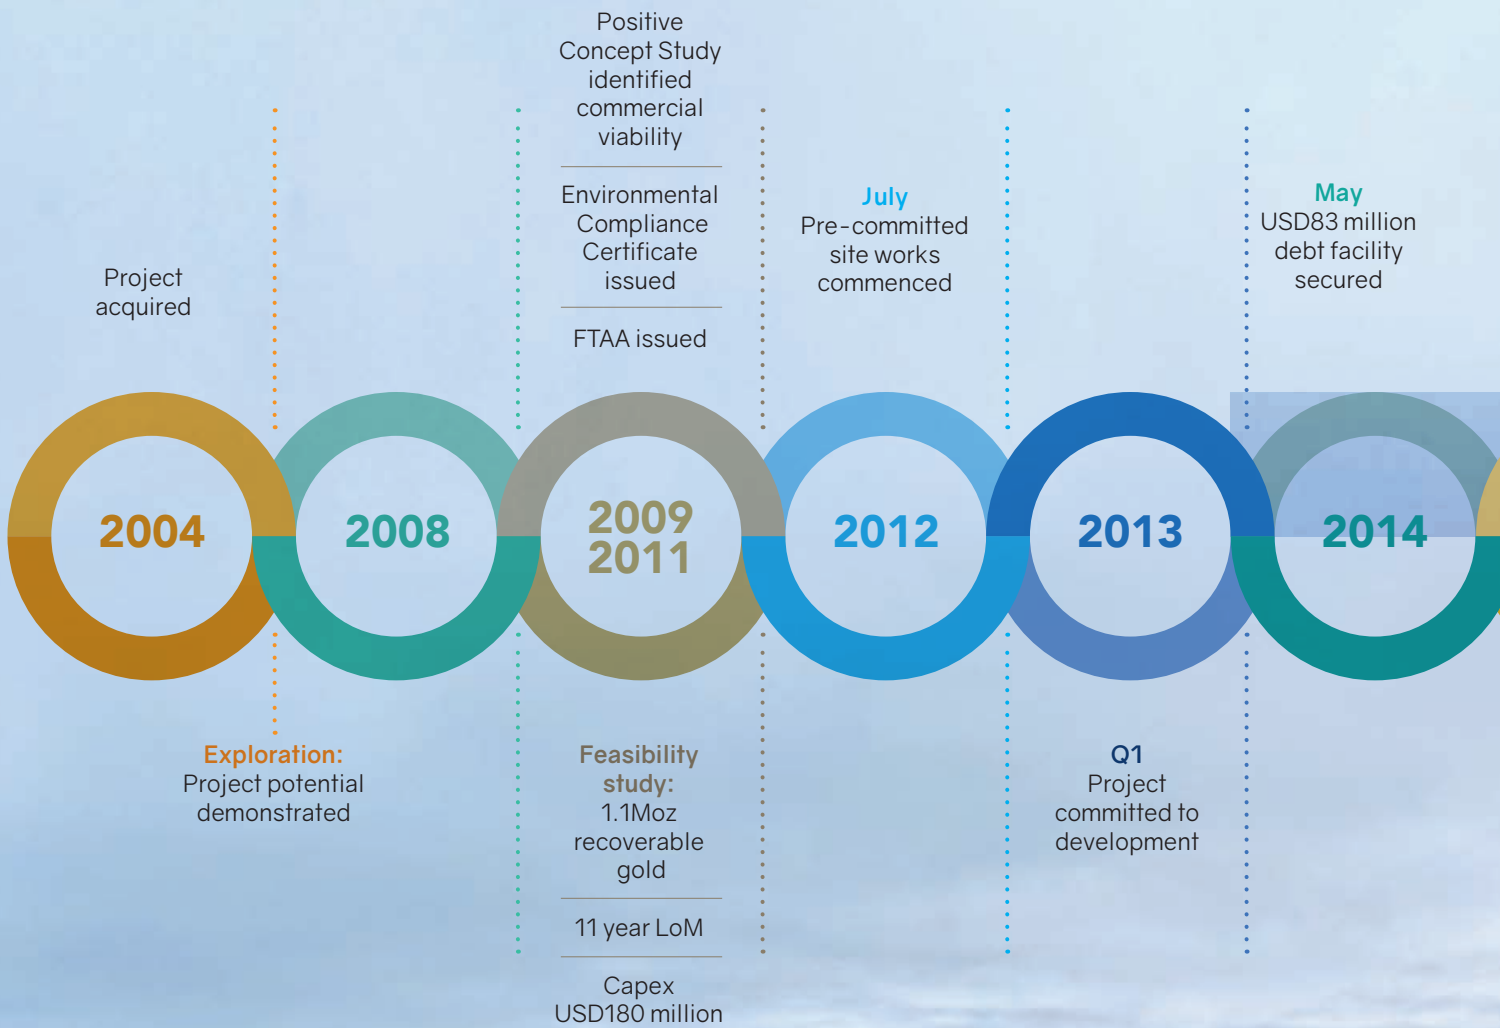 Project
acquired
2004
Exploration:
Project potential
demonstrated
2008
Positive
Concept Study
identified
commercial
viability
Environmental
Compliance
Certificate
issued
FTAA issued
2009
2011
Feasibility
study:
1.1Moz
recoverable
gold
11 year LoM
Capex
USD180 million
July
Pre-committed
site works
commenced
2012
2013
Q1
Project
committed to
development
May
USD83 million
debt facility
secured
2014